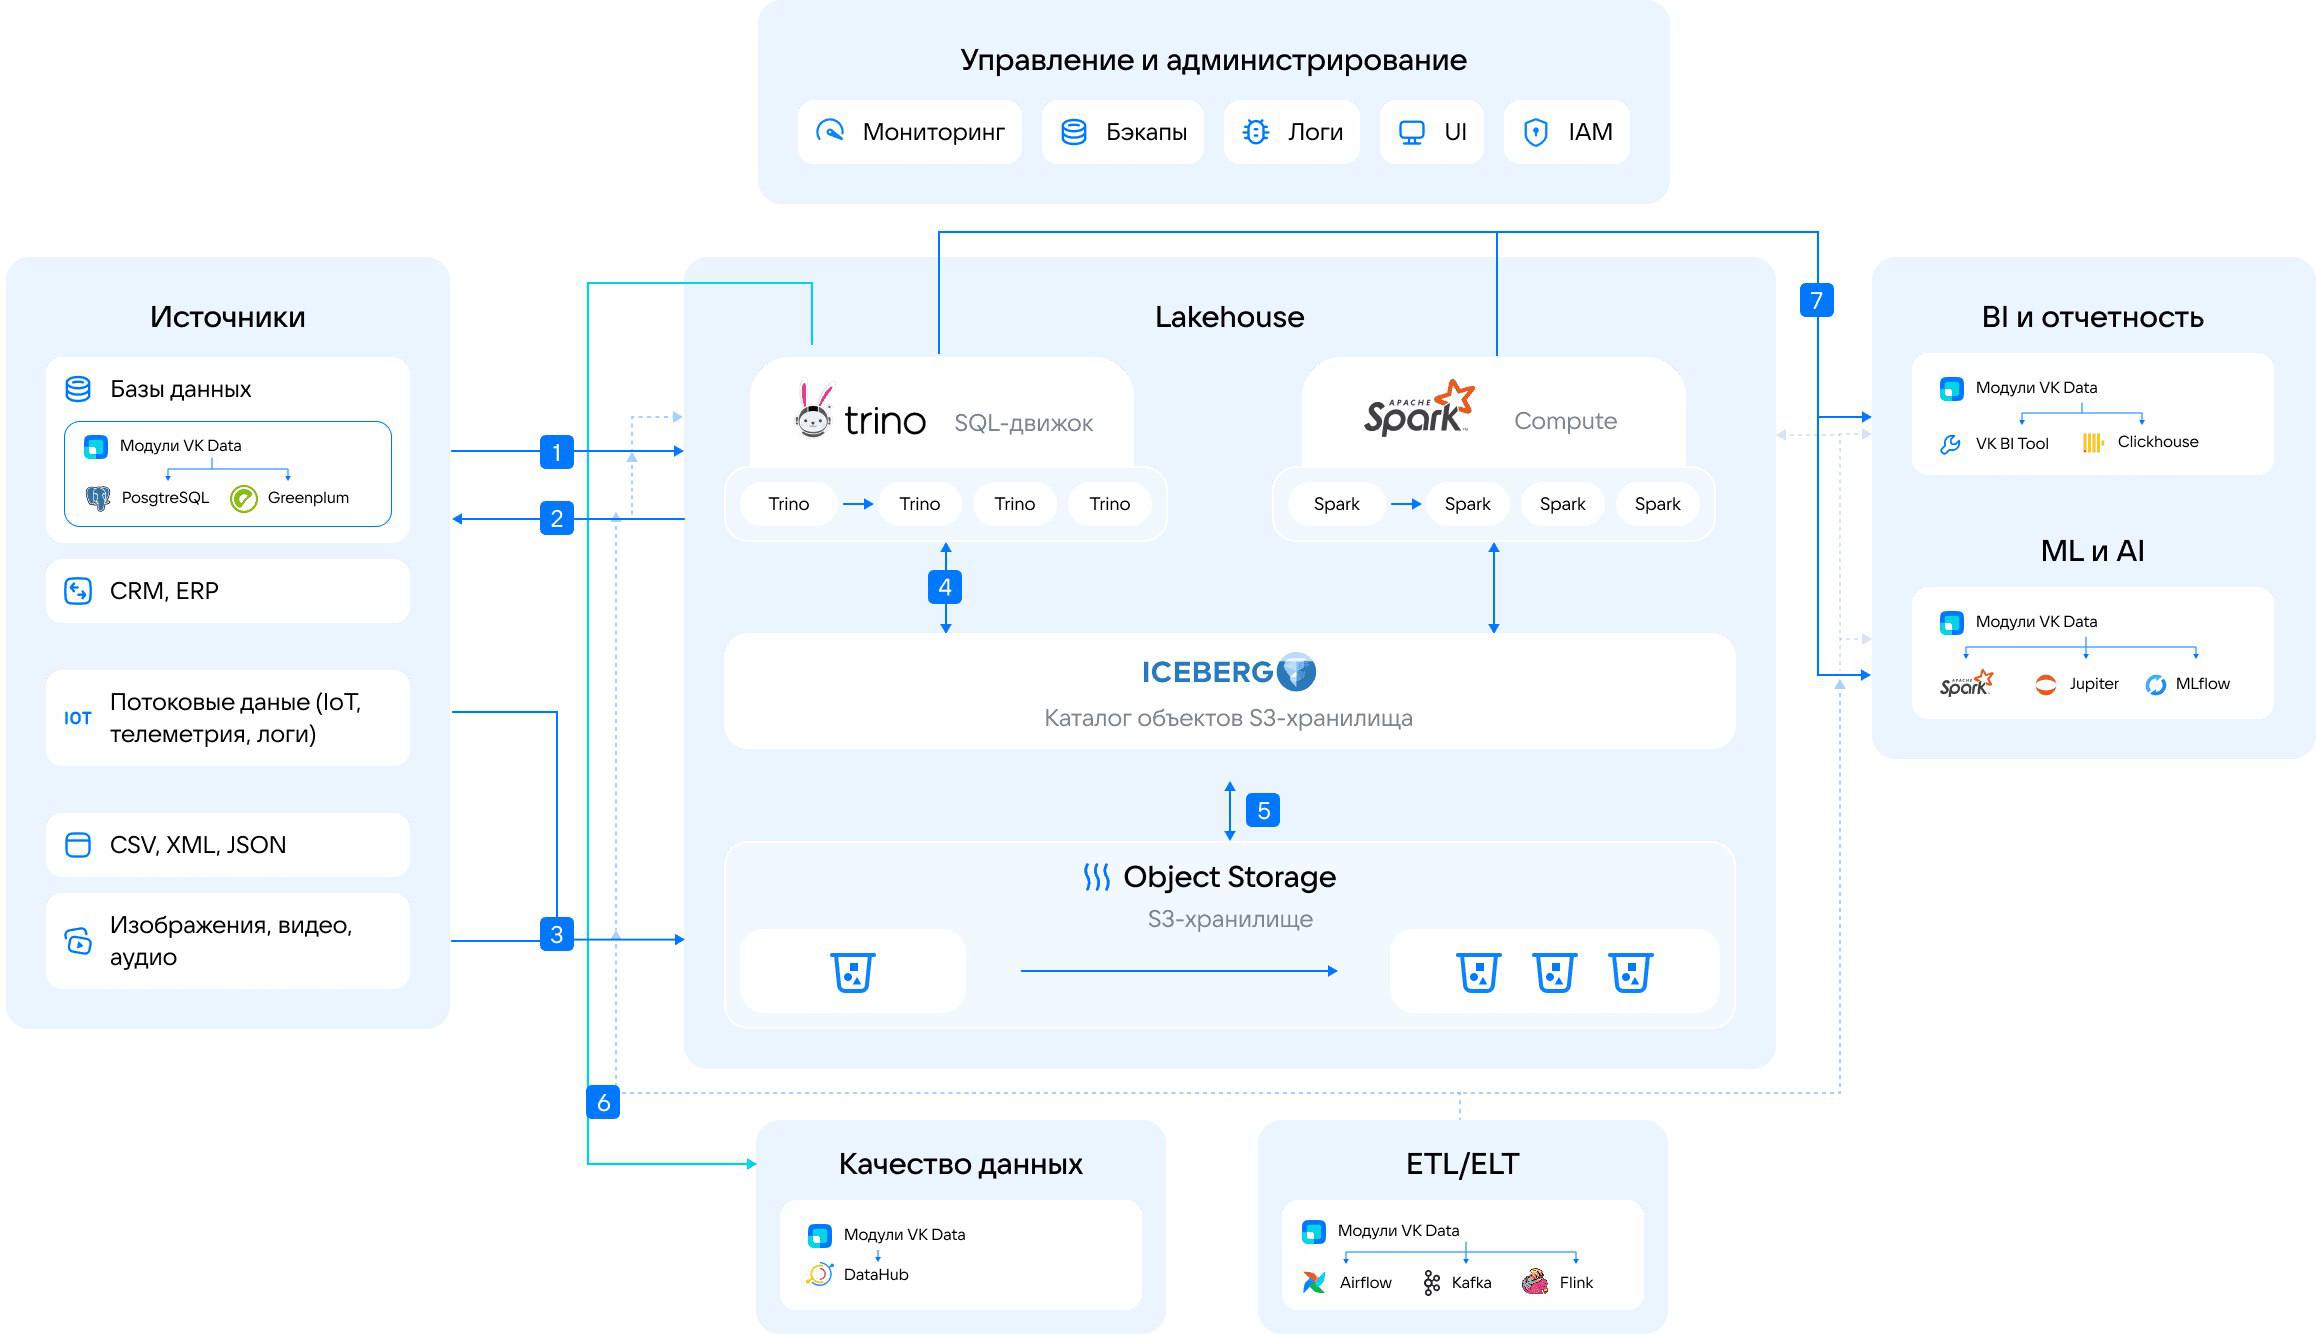 Управление и администрирование
Мониторинг
Бэкапы
Логи
UI
IAM
Источники
Базы данных
Модули VK Data
PosgtreSQL
Greenplum
CRM, ERP
IOT
Потоковые даные (IoT,
телеметрия, логи)
CSV, XML, JSON
Изображения, видео,
аудио
1
2
3
Lakehouse
trino
SQL-движок
Trino
Trino
Trino
Trino
APACHE
Spark
Compute
Spark
Spark
Spark
Spark
4
ICEBERG
Каталог объектов S3-хранилища
5
Object Storage
S3-хранилище
7
BI и отчетность
Модули VK Data
VK BI Tool
Clickhouse
ML и AI
Модули VK Data
APACHE
Spark
Jupiter
MLflow
6
Качество данных
Модули VK Data
DataHub
ETL/ELT
Модули VK Data
Airflow
Kafka
Flink